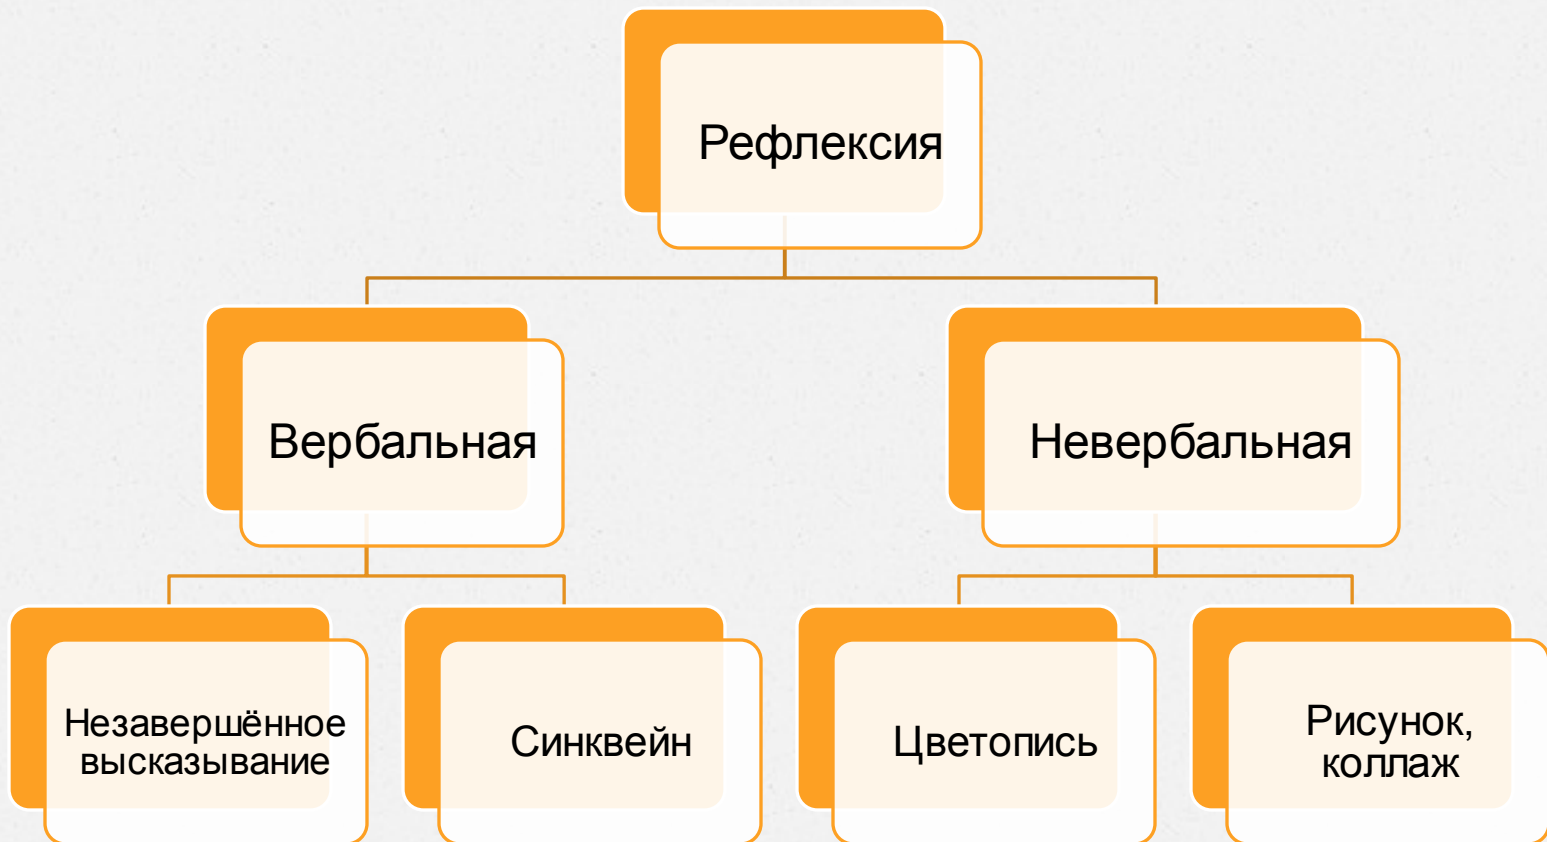 Рефлексия
Вербальная
Невербальная
Незавершённое
высказывание
Синквейн
Цветопись
Рисунок,
коллаж